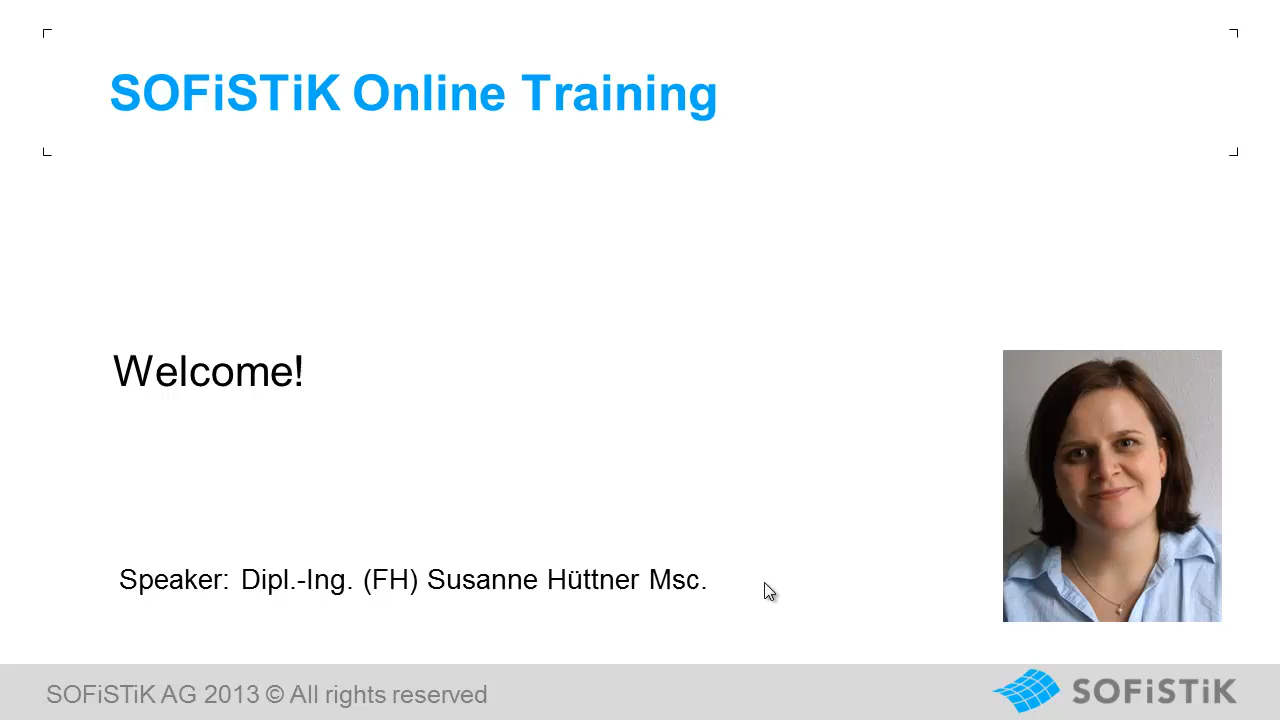 SOFiSTiK Online Training
Welcome!
Speaker: Dipl.-Ing. (FH) Susanne Hüttner Msc.
SOFiSTiK AG 2013 © All rights reserved
SOFiSTiK